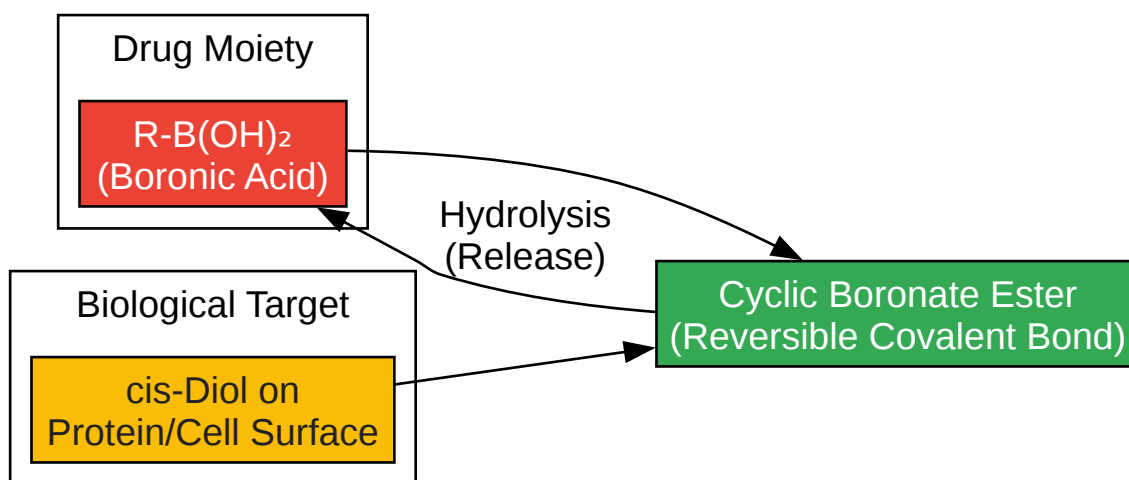 Drug Moiety
R-B(OH)₂
(Boronic Acid)
Hydrolysis
(Release)
Biological Target
cis-Diol on
Protein/Cell Surface
Cyclic Boronate Ester
(Reversible Covalent Bond)